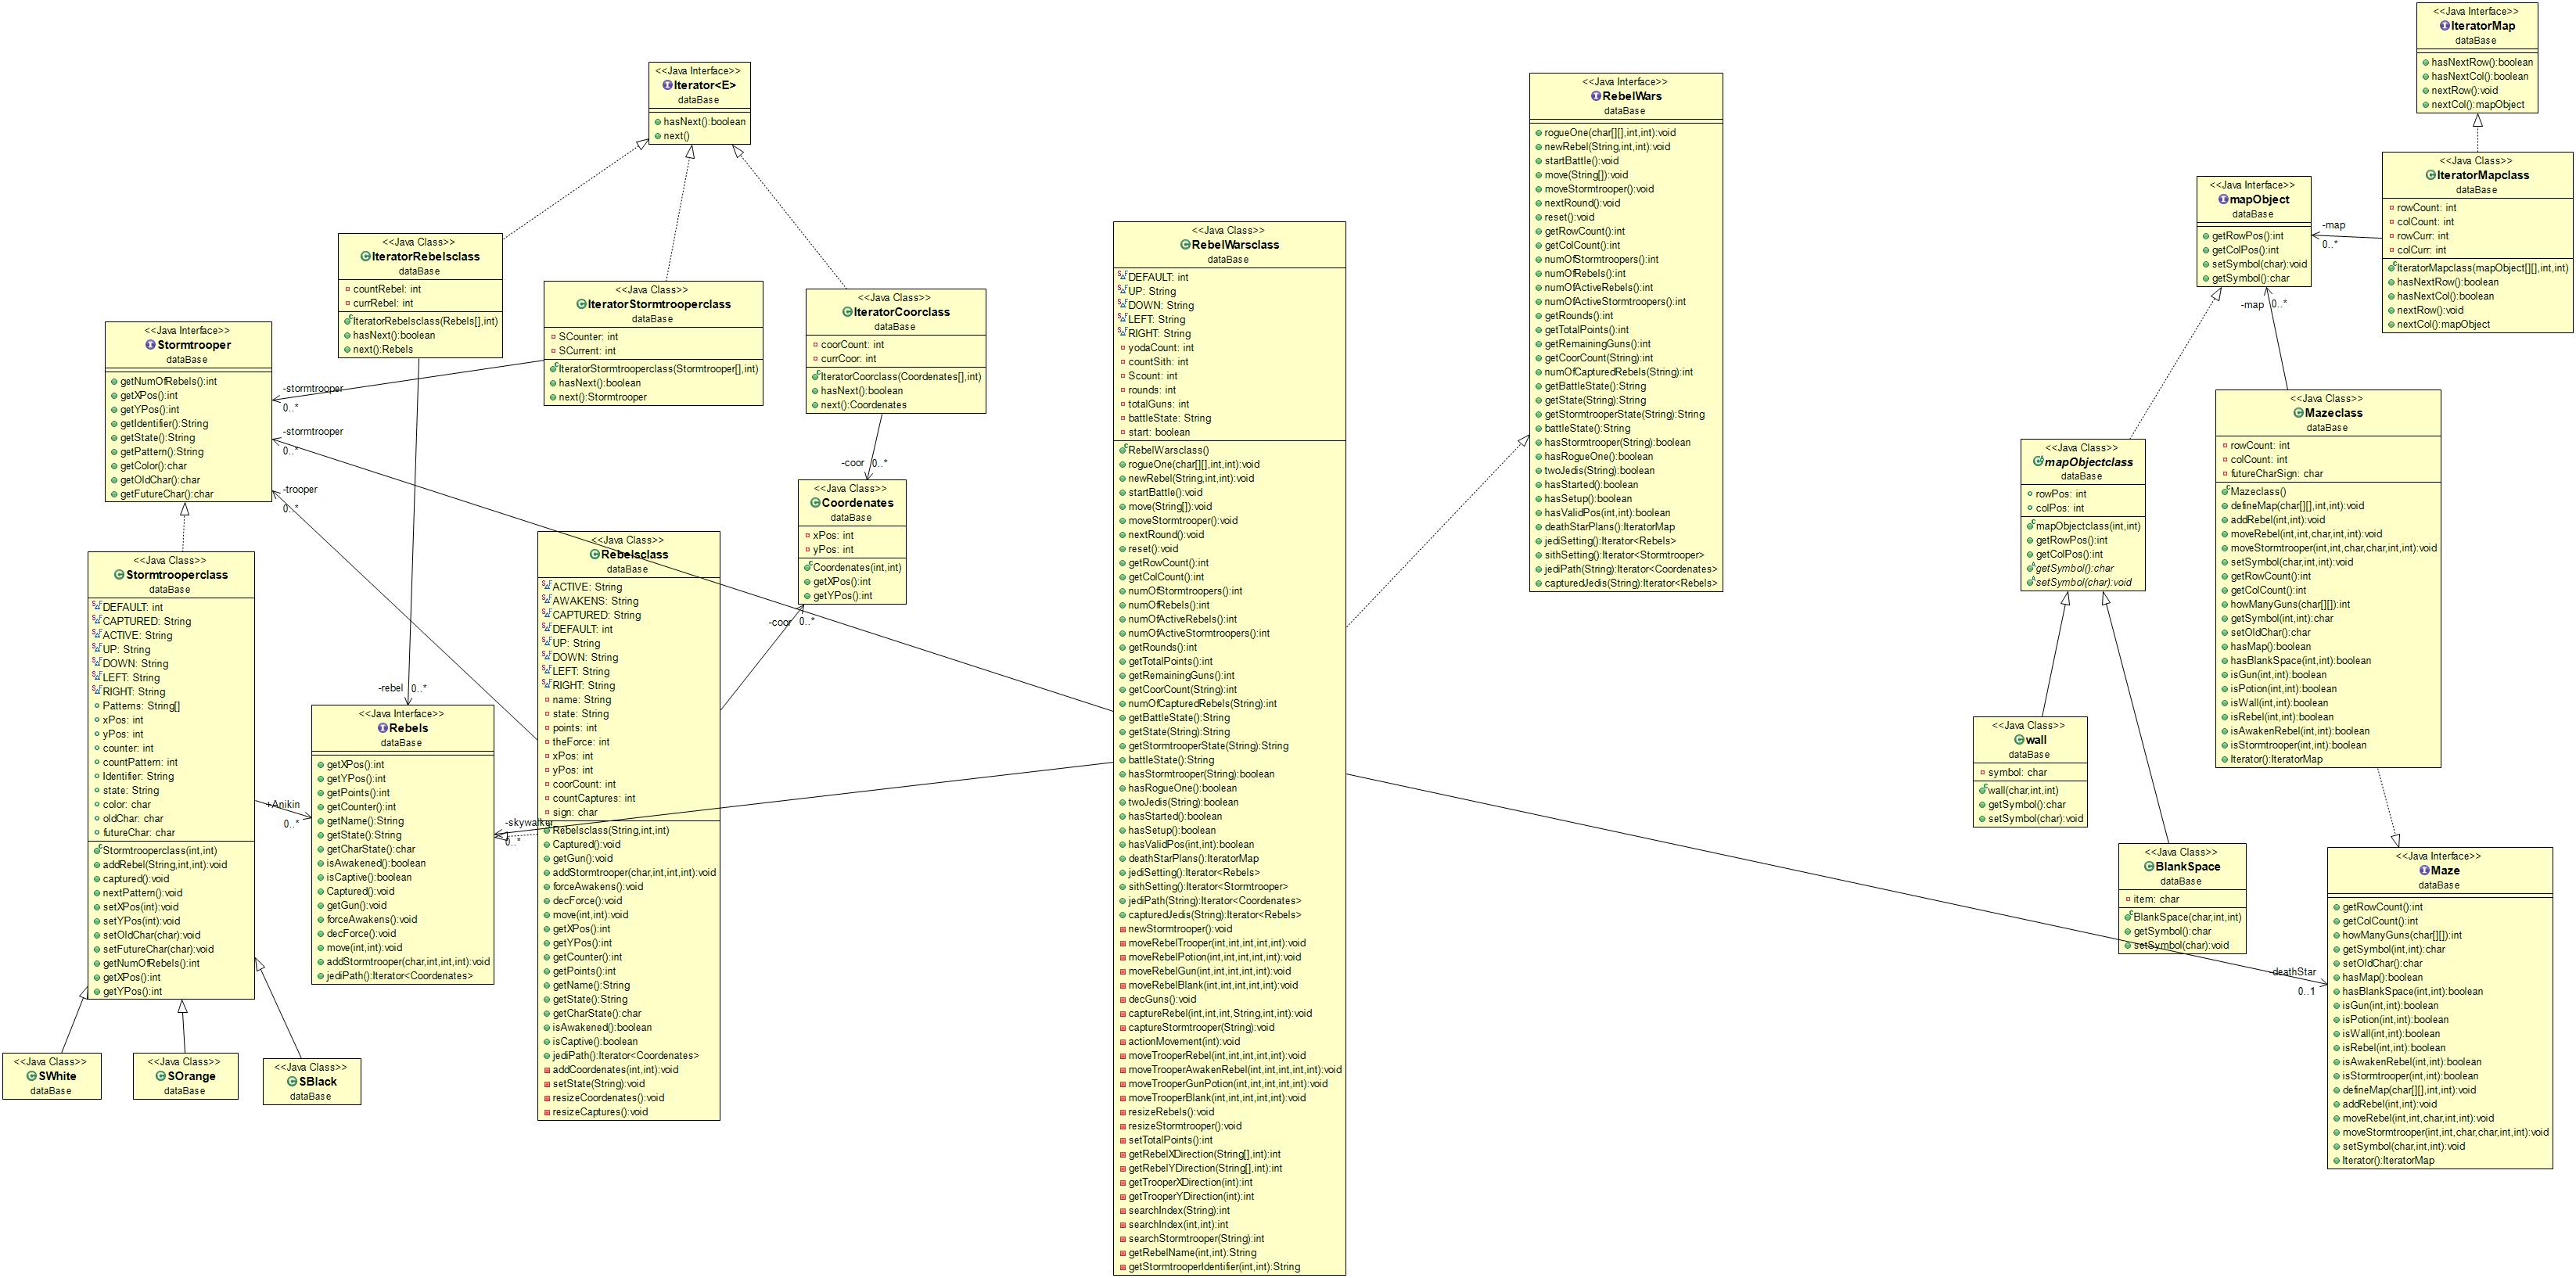 <<Java Interface>>
Iterator<E>
dataBase
hasNext():boolean
next()
<<Java Class>>
IteratorRebelsclass
dataBase
countRebel: int
currRebel: int
IteratorRebelsclass(Rebels[],int)
hasNext():boolean
next():Rebels
<<Java Class>>
IteratorStormtrooperclass
dataBase
SCounter: int
SCurrent: int
IteratorStormtrooperclass(Stormtrooper[],int)
hasNext():boolean
next():Stormtrooper
<<Java Class>>
IteratorCoorclass
dataBase
coorCount: int
currCoor: int
IteratorCoorclass(Coordenates[],int)
hasNext():boolean
next():Coordenates
<<Java Interface>>
Stormtrooper
dataBase
getNumOfRebels():int
getXPos():int
getYPos():int
getIdentifier():String
getState():String
getPattern():String
getColor():char
getOldChar():char
getFutureChar():char
-stormtrooper
0..*
-stormtrooper
0..*
-trooper
0..*
<<Java Class>>
Stormtrooperclass
dataBase
DEFAULT: int
CAPTURED: String
ACTIVE: String
UP: String
DOWN: String
LEFT: String
RIGHT: String
Patterns: String[]
xPos: int
yPos: int
counter: int
countPattern: int
Identifier: String
state: String
color: char
oldChar: char
futureChar: char
Stormtrooperclass(int,int)
addRebel(String,int,int):void
captured():void
nextPattern():void
setXPos(int):void
setYPos(int):void
setOldChar(char):void
setFutureChar(char):void
getNumOfRebels():int
getXPos():int
getYPos():int
+Anikin
0..*
<<Java Class>>
SWhite
dataBase
<<Java Class>>
SOrange
dataBase
<<Java Class>>
SBlack
dataBase
-rebel 0..*
<<Java Interface>>
Rebels
dataBase
getXPos():int
getYPos():int
getPoints():int
getCounter():int
getName():String
getState():String
getCharState():char
isAwakened():boolean
isCaptive():boolean
Captured():void
getGun():void
forceAwakens():void
decForce():void
move(int,int):void
addStormtrooper(char,int,int,int):void
jediPath():Iterator<Coordenates>
-skywalker
0..*
<<Java Class>>
Rebelsclass
dataBase
ACTIVE: String
AWAKENS: String
CAPTURED: String
DEFAULT: int
UP: String
DOWN: String
LEFT: String
RIGHT: String
name: String
state: String
points: int
theForce: int
xPos: int
yPos: int
coorCount: int
countCaptures: int
sign: char
Rebelsclass(String,int,int)
Captured():void
getGun():void
addStormtrooper(char,int,int,int):void
forceAwakens():void
decForce():void
move(int,int):void
getXPos():int
getYPos():int
getCounter():int
getPoints():int
getName():String
getState():String
getCharState():char
isAwakened():boolean
isCaptive():boolean
jediPath():Iterator<Coordenates>
addCoordenates(int,int):void
setState(String):void
resizeCoordenates():void
resizeCaptures():void
-coor 0..*
<<Java Class>>
Coordenates
dataBase
xPos: int
yPos: int
Coordenates(int,int)
getXPos():int
getYPos():int
-coor 0..*
<<Java Class>>
RebelWarsclass
dataBase
DEFAULT: int
UP: String
DOWN: String
LEFT: String
RIGHT: String
yodaCount: int
countSith: int
Scount: int
rounds: int
totalGuns: int
battleState: String
start: boolean
RebelWarsclass()
rogueOne(char[][],int,int):void
newRebel(String,int,int):void
startBattle():void
move(String[]):void
moveStormtrooper():void
nextRound():void
reset():void
getRowCount():int
getColCount():int
numOfStormtroopers():int
numOfRebels():int
numOfActiveRebels():int
numOfActiveStormtroopers():int
getRounds():int
getTotalPoints():int
getRemainingGuns():int
getCoorCount(String):int
numOfCapturedRebels(String):int
getBattleState():String
getState(String):String
getStormtrooperState(String):String
battleState():String
hasStormtrooper(String):boolean
hasRogueOne():boolean
twoJedis(String):boolean
hasStarted():boolean
hasSetup():boolean
hasValidPos(int,int):boolean
deathStarPlans():IteratorMap
jediSetting():Iterator<Rebels>
sithSetting():Iterator<Stormtrooper>
jediPath(String):Iterator<Coordenates>
capturedJedis(String):Iterator<Rebels>
newStormtrooper():void
moveRebelTrooper(int,int,int,int,int):void
moveRebelPotion(int,int,int,int,int):void
moveRebelGun(int,int,int,int,int):void
moveRebelBlank(int,int,int,int,int):void
decGuns():void
captureRebel(int,int,int,String,int,int):void
captureStormtrooper(String):void
actionMovement(int):void
moveTrooperRebel(int,int,int,int,int):void
moveTrooperAwakenRebel(int,int,int,int,int):void
moveTrooperGunPotion(int,int,int,int,int):void
moveTrooperBlank(int,int,int,int,int):void
resizeRebels():void
resizeStormtrooper():void
setTotalPoints():int
getRebelXDirection(String[],int):int
getRebelYDirection(String[],int):int
getTrooperXDirection(int):int
getTrooperYDirection(int):int
searchIndex(String):int
searchIndex(int,int):int
searchStormtrooper(String):int
getRebelName(int,int):String
getStormtrooperIdentifier(int,int):String
<<Java Interface>>
RebelWars
dataBase
rogueOne(char[][],int,int):void
newRebel(String,int,int):void
startBattle():void
move(String[]):void
moveStormtrooper():void
nextRound():void
reset():void
getRowCount():int
getColCount():int
numOfStormtroopers():int
numOfRebels():int
numOfActiveRebels():int
numOfActiveStormtroopers():int
getRounds():int
getTotalPoints():int
getRemainingGuns():int
getCoorCount(String):int
numOfCapturedRebels(String):int
getBattleState():String
getState(String):String
getStormtrooperState(String):String
battleState():String
hasStormtrooper(String):boolean
hasRogueOne():boolean
twoJedis(String):boolean
hasStarted():boolean
hasSetup():boolean
hasValidPos(int,int):boolean
deathStarPlans():IteratorMap
jediSetting():Iterator<Rebels>
sithSetting():Iterator<Stormtrooper>
jediPath(String):Iterator<Coordenates>
capturedJedis(String):Iterator<Rebels>
<<Java Interface>>
IteratorMap
dataBase
hasNextRow():boolean
hasNextCol():boolean
nextRow():void
nextCol():mapObject
<<Java Class>>
IteratorMapclass
dataBase
rowCount: int
colCount: int
rowCurr: int
colCurr: int
IteratorMapclass(mapObject[][],int,int)
hasNextRow():boolean
hasNextCol():boolean
nextRow():void
nextCol():mapObject
-map
0..*
<<Java Interface>>
mapObject
dataBase
getRowPos():int
getColPos():int
setSymbol(char):void
getSymbol():char
-map 0..*
<<Java Class>>
Mazeclass
dataBase
rowCount: int
colCount: int
futureCharSign: char
Mazeclass()
defineMap(char[][],int,int):void
addRebel(int,int):void
moveRebel(int,int,char,int,int):void
moveStormtrooper(int,int,char,char,int,int):void
setSymbol(char,int,int):void
getRowCount():int
getColCount():int
howManyGuns(char[][]):int
getSymbol(int,int):char
setOldChar():char
hasMap():boolean
hasBlankSpace(int,int):boolean
isGun(int,int):boolean
isPotion(int,int):boolean
isWall(int,int):boolean
isRebel(int,int):boolean
isAwakenRebel(int,int):boolean
isStormtrooper(int,int):boolean
Iterator():IteratorMap
<<Java Class>>
mapObjectclass
dataBase
rowPos: int
colPos: int
mapObjectclass(int,int)
getRowPos():int
getColPos():int
getSymbol():char
setSymbol(char):void
<<Java Class>>
wall
dataBase
symbol: char
wall(char,int,int)
getSymbol():char
setSymbol(char):void
<<Java Class>>
BlankSpace
dataBase
item: char
BlankSpace(char,int,int)
getSymbol():char
setSymbol(char):void
-deathStar
0..1
<<Java Interface>>
Maze
dataBase
getRowCount():int
getColCount():int
howManyGuns(char[][]):int
getSymbol(int,int):char
setOldChar():char
hasMap():boolean
hasBlankSpace(int,int):boolean
isGun(int,int):boolean
isPotion(int,int):boolean
isWall(int,int):boolean
isRebel(int,int):boolean
isAwakenRebel(int,int):boolean
isStormtrooper(int,int):boolean
defineMap(char[][],int,int):void
addRebel(int,int):void
moveRebel(int,int,char,int,int):void
moveStormtrooper(int,int,char,char,int,int):void
setSymbol(char,int,int):void
Iterator():IteratorMap